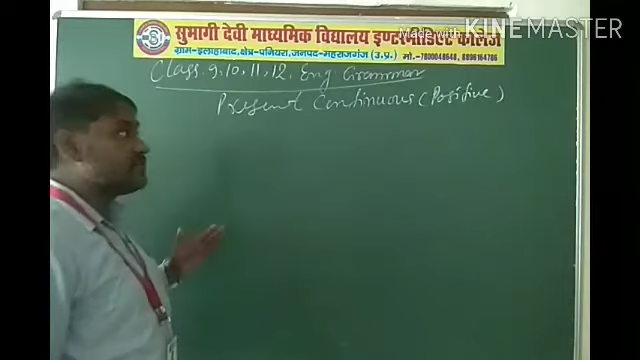 सुमागी देवी माध्यमिक विद्यालय इण्टरमीडिएट कालेज
ग्राम-इलाहाबाद, क्षेत्र-पनियरा, जनपद-महराजगंज (उ.प्र.) मो.-7800048648, 8896164786
Made with KINEMASTER
Class. 9, 10, 11, 12. Eng Grammar
Present Continuous (Positive)